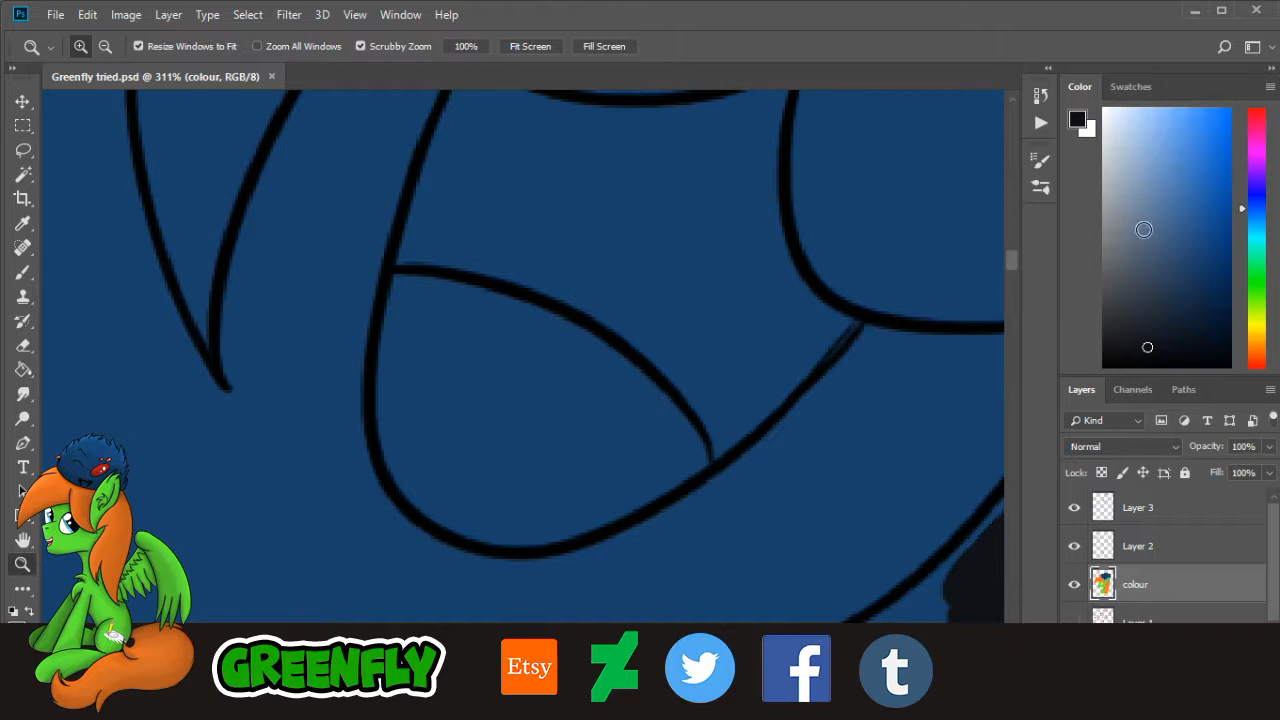 Ps
File Edit Image Layer Type Select Filter 3D View Window Help
Resize Windows to Fit Zoom All Windows Scrubby Zoom 100% Fit Screen Fill Screen
Greenfly tried.psd @ 311% (colour, RGB/8) ×
Color Swatches
Layers Channels Paths
Kind
Normal Opacity: 100%
Lock: Fill: 100%
Layer 3
Layer 2
colour
GREENFLY Etsy